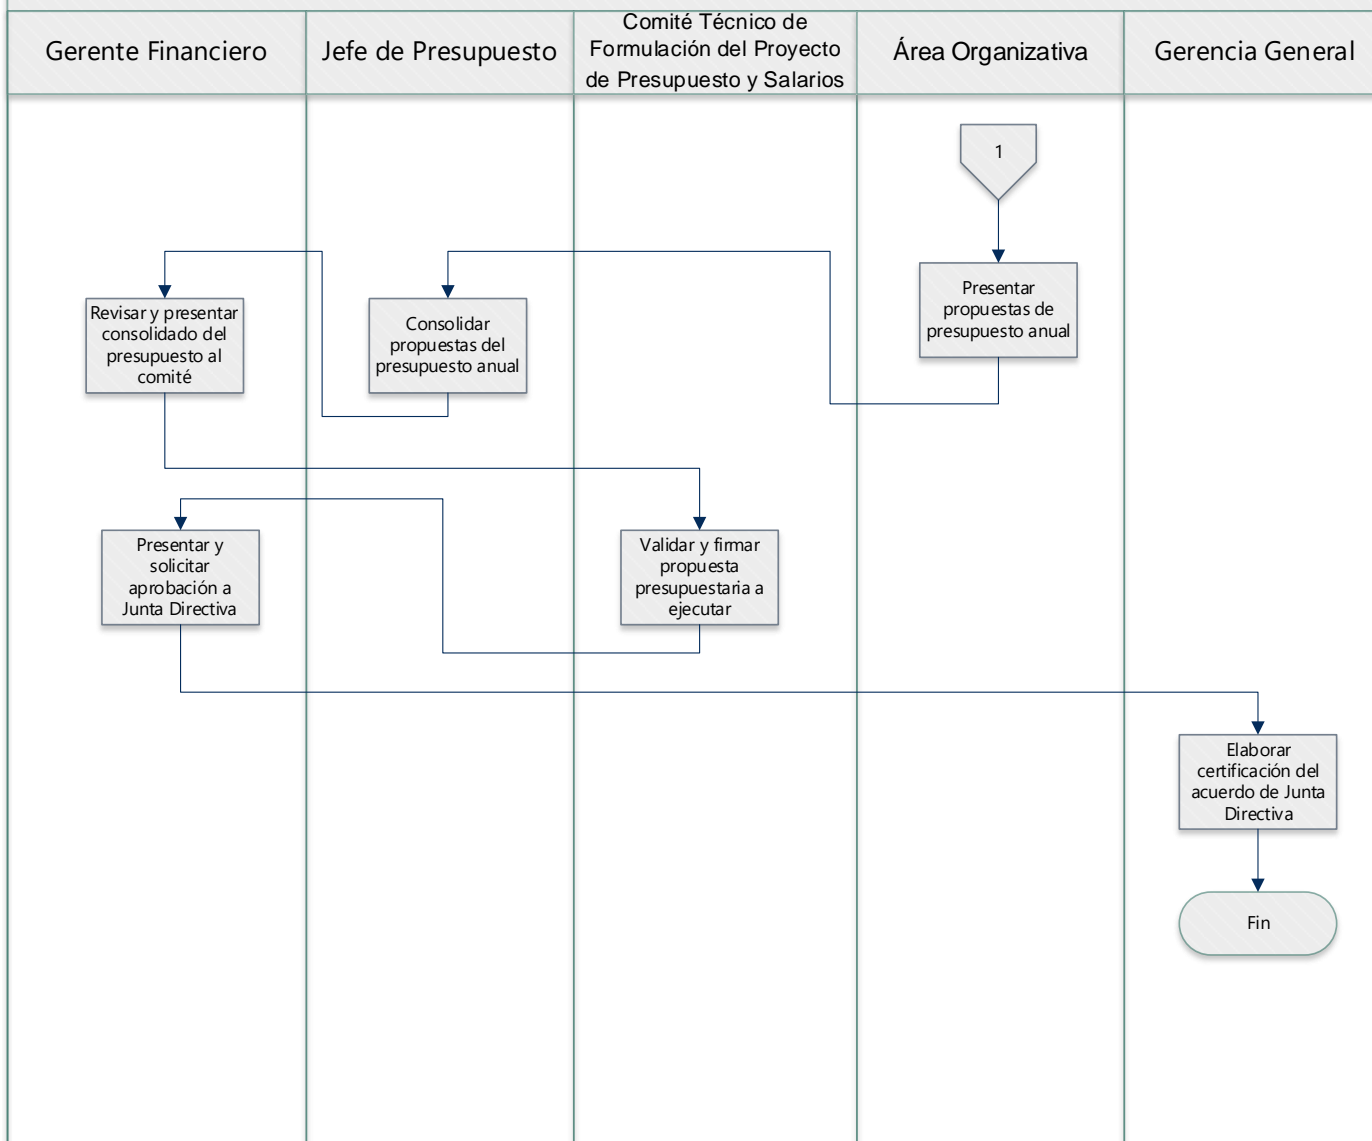 Gerente Financiero
Jefe de Presupuesto
Comité Técnico de
Formulación del Proyecto
de Presupuesto y Salarios
Área Organizativa
Gerencia General
1
Presentar
propuestas de
presupuesto anual
Consolidar
propuestas del
presupuesto anual
Revisar y presentar
consolidado del
presupuesto al
comité
Validar y firmar
propuesta
presupuestaria a
ejecutar
Presentar y
solicitar
aprobación a
Junta Directiva
Elaborar
certificación del
acuerdo de Junta
Directiva
Fin